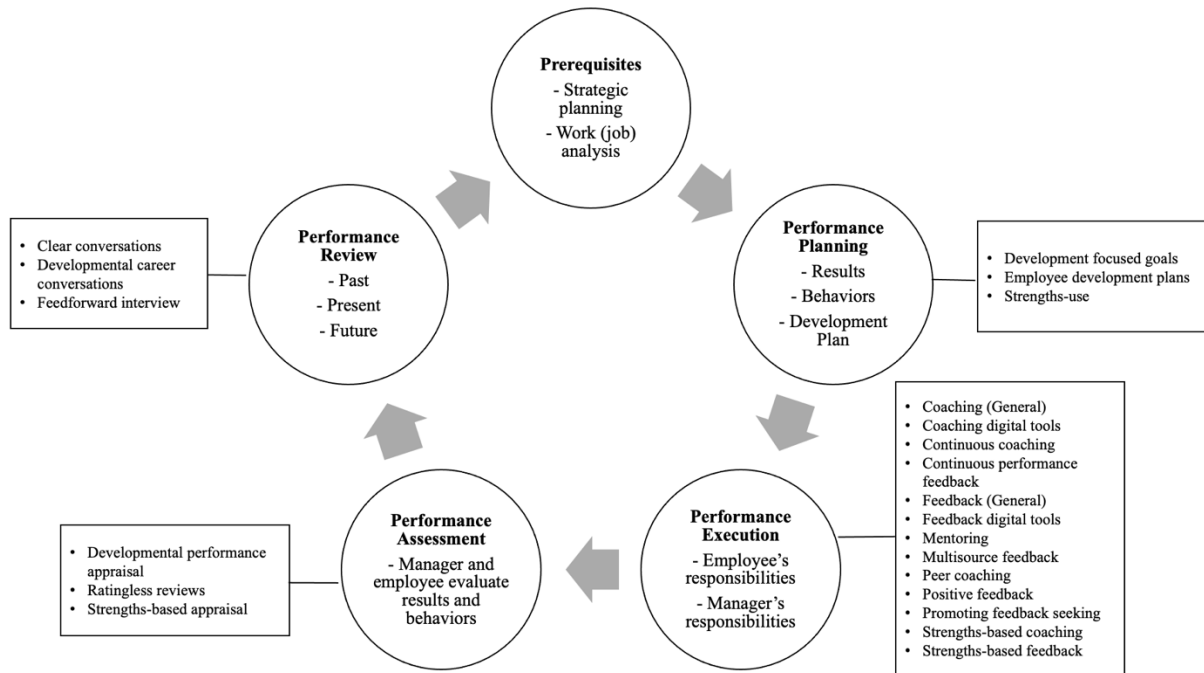 Prerequisites
- Strategic
planning
- Work (job)
analysis
Performance
Planning
- Results
- Behaviors
- Development
Plan
• Development focused goals
• Employee development plans
• Strengths-use
Performance
Execution
- Employee's
responsibilities
- Manager's
responsibilities
• Coaching (General)
• Coaching digital tools
• Continuous coaching
• Continuous performance
feedback
• Feedback (General)
• Feedback digital tools
• Mentoring
• Multisource feedback
• Peer coaching
• Positive feedback
• Promoting feedback seeking
• Strengths-based coaching
• Strengths-based feedback
Performance
Assessment
- Manager and
employee evaluate
results and
behaviors
• Developmental performance
appraisal
• Ratingless reviews
• Strengths-based appraisal
Performance
Review
- Past
- Present
- Future
• Clear conversations
• Developmental career
conversations
• Feedforward interview